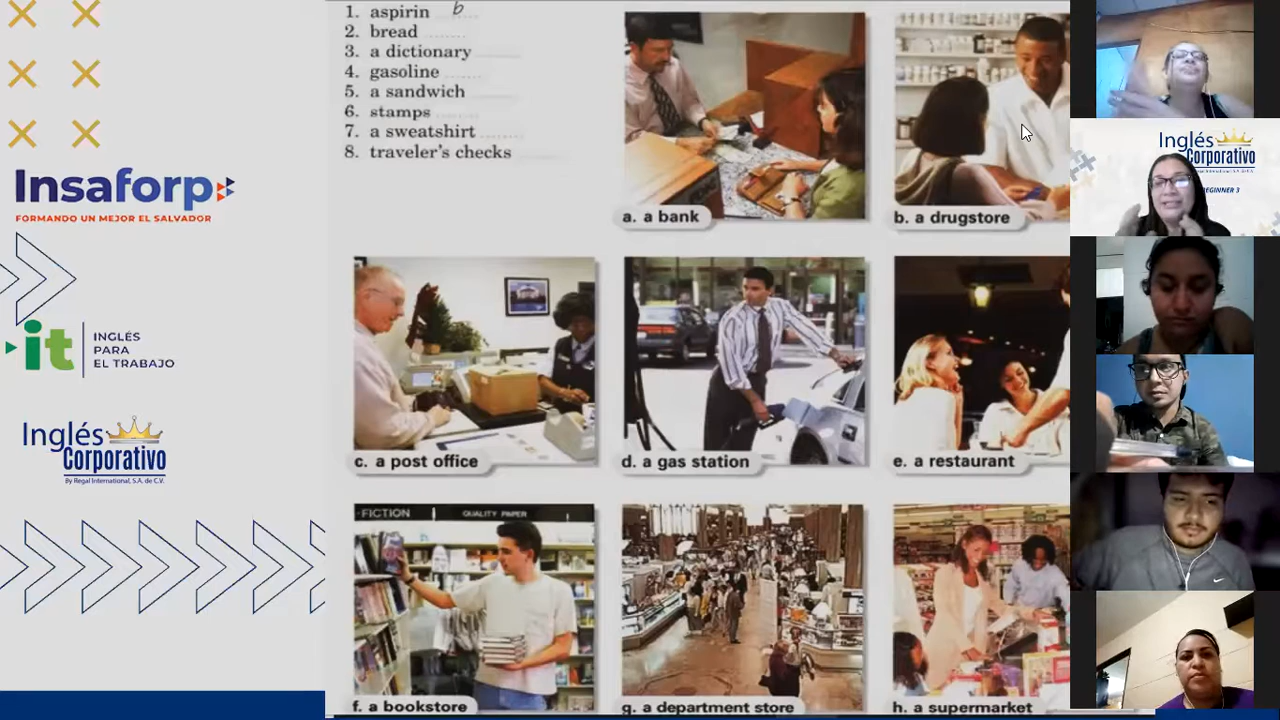 1. aspirin b
2. bread ........
3. a dictionary ........
4. gasoline ........
5. a sandwich ........
6. stamps ........
7. a sweatshirt ........
8. traveler's checks ........
a. a bank
b. a drugstore
c. a post office
d. a gas station
e. a restaurant
FICTION QUALITY PAPER
f. a bookstore
g. a department store
h. a supermarket
Insaforp
FORMANDO UN MEJOR EL SALVADOR
it INGLÉS
PARA
EL TRABAJO
Inglés
Corporativo
By Regal International, S.A. de C.V.
Inglés
Corporativo
BEGINNER 3